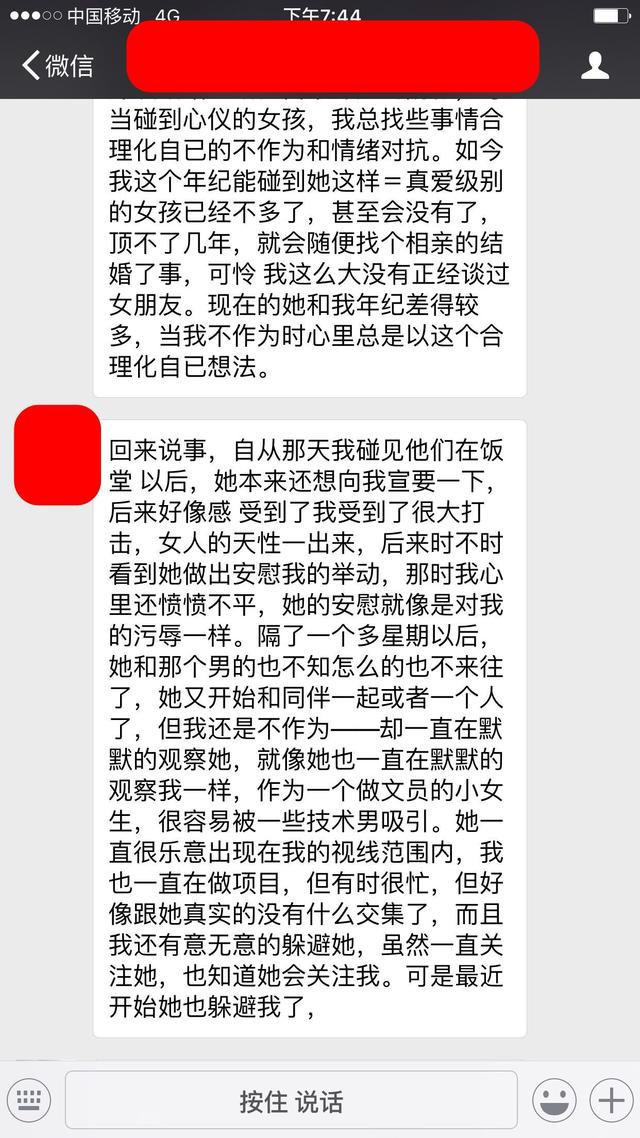 中国移动 4G 下午7:44
微信
当碰到心仪的女孩，我总找些事情合
理化自己的不作为和情绪对抗。如今
我这个年纪能碰到她这样＝真爱级别
的女孩已经不多了，甚至会没有了，
顶不了几年，就会随便找个相亲的结
婚了事，可怜 我这么大没有正经谈过
女朋友。现在的她和我年纪差得较
多，当我不作为时心里总是以这个合
理化自已想法。
回来说事，自从那天我碰见他们在饭
堂 以后，她本来还想向我宣要一下，
后来好像感 受到了我受到了很大打
击，女人的天性一出来，后来时不时
看到她做出安慰我的举动，那时我心
里还愤愤不平，她的安慰就像是对我
的污辱一样。隔了一个多星期以后，
她和那个男的也不知怎么的也不来往
了，她又开始和同伴一起或者一个人
了，但我还是不作为——却一直在默
默的观察她，就像她也一直在默默的
观察我一样，作为一个做文员的小女
生，很容易被一些技术男吸引。她一
直很乐意出现在我的视线范围内，我
也一直在做项目，但有时很忙，但好
像跟她真实的没有什么交集了，而且
我还有意无意的躲避她，虽然一直关
注她，也知道她会关注我。可是最近
开始她也躲避我了，
按住 说话